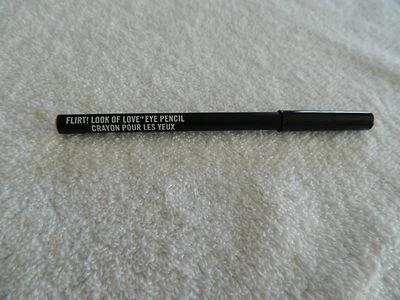 FLIRT! LOOK OF LOVE™ EYE PENCIL
CRAYON POUR LES YEUX